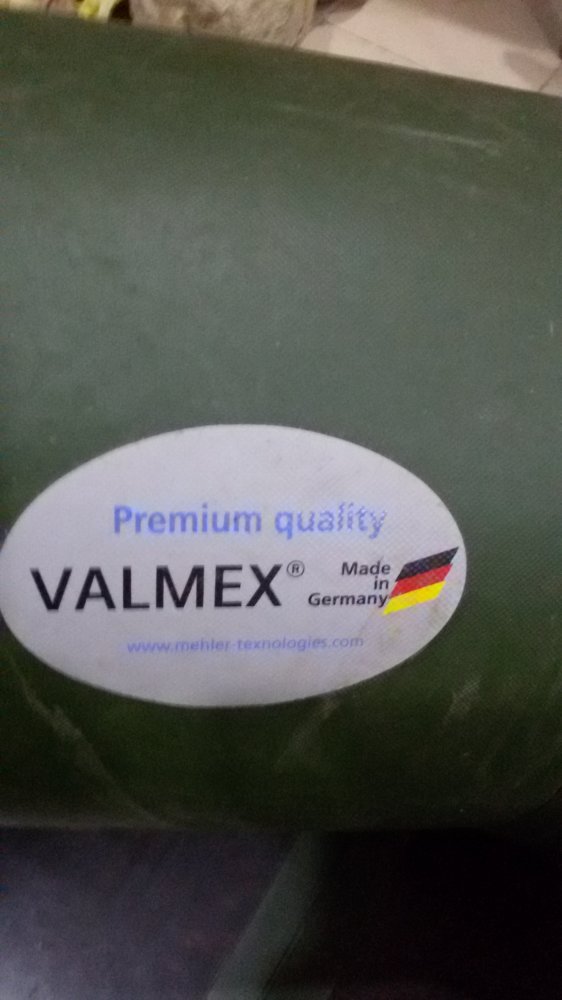 Premium quality
VALMEX®
Made
in
Germany
www.mehler-texnologies.com